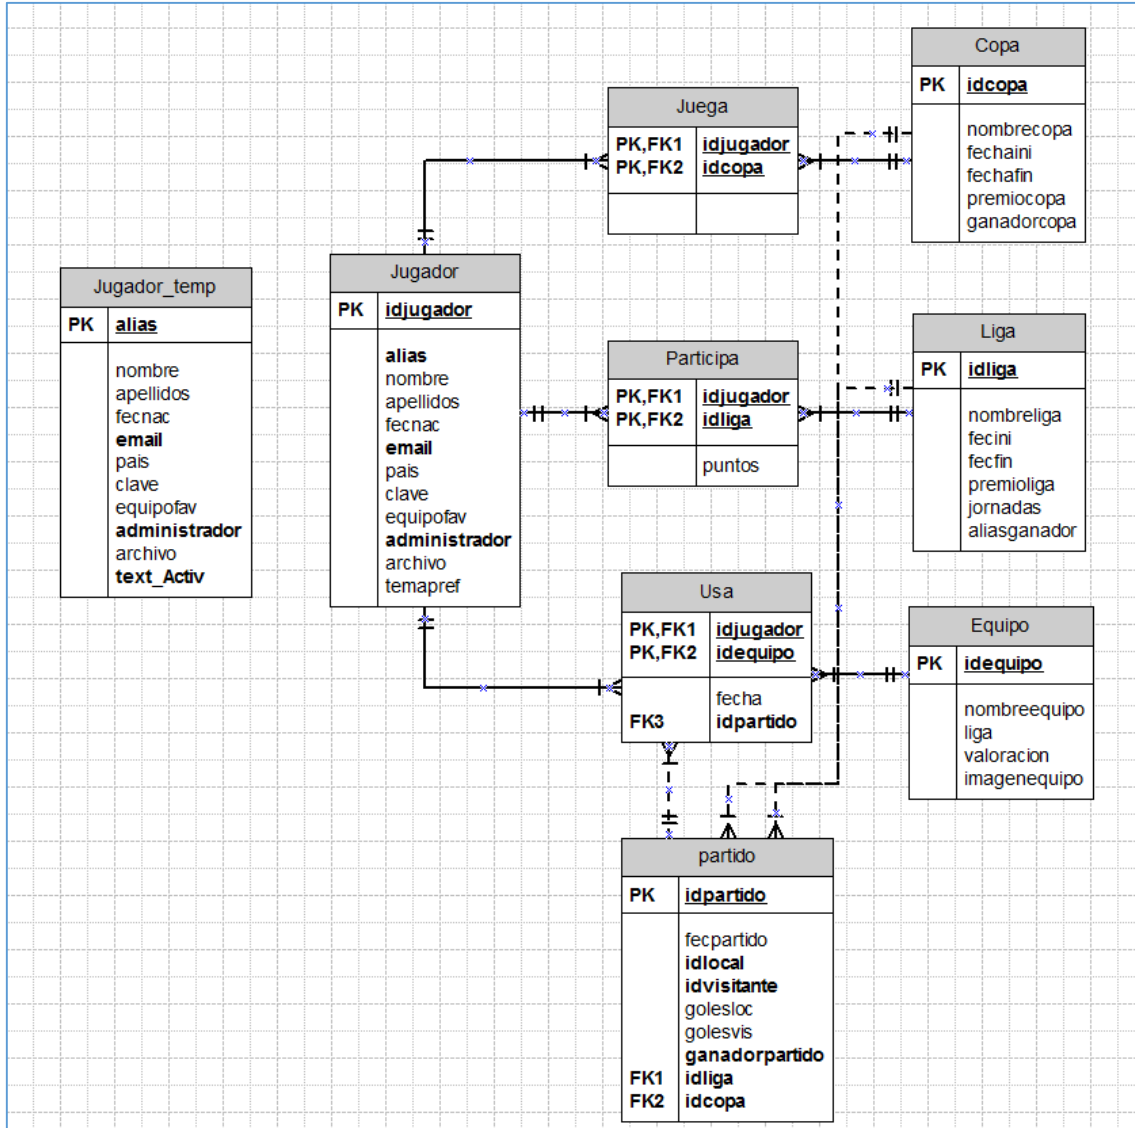 Copa
PK idcopa
nombrecopa
fechaini
fechafin
premiocopa
ganadorcopa
Juega
PK,FK1 idjugador
PK,FK2 idcopa
Jugador_temp
PK alias
nombre
apellidos
fecnac
email
pais
clave
equipofav
administrador
archivo
text_Activ
Jugador
PK idjugador
alias
nombre
apellidos
fecnac
email
pais
clave
equipofav
administrador
archivo
temapref
Participa
PK,FK1 idjugador
PK,FK2 idliga
puntos
Liga
PK idliga
nombreliga
fecini
fecfin
premioliga
jornadas
aliasganador
Usa
PK,FK1 idjugador
PK,FK2 idequipo
fecha
FK3 idpartido
Equipo
PK idequipo
nombreequipo
liga
valoracion
imagenequipo
partido
PK idpartido
fecpartido
idlocal
idvisitante
golesloc
golesvis
ganadorpartido
FK1 idliga
FK2 idcopa